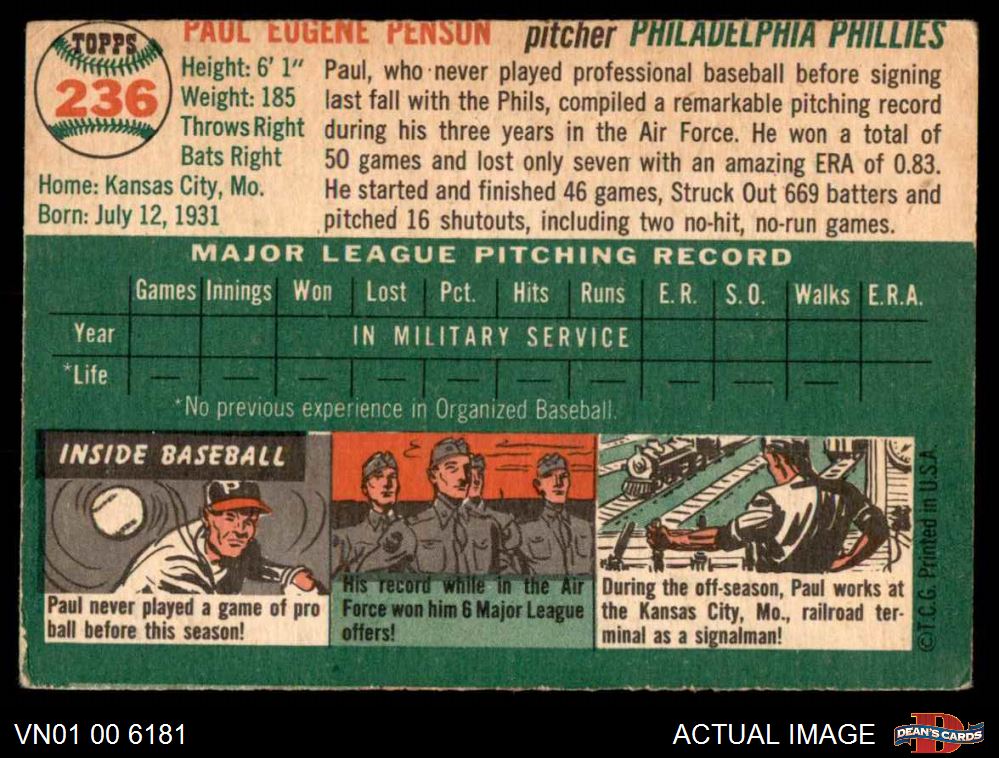 PAUL EUGENE PENSON pitcher PHILADELPHIA PHILLIES
TOPPS
236
Height: 6' 1"
Weight: 185
Throws Right
Bats Right
Home: Kansas City, Mo.
Born: July 12, 1931
Paul, who never played professional baseball before signing
last fall with the Phils, compiled a remarkable pitching record
during his three years in the Air Force. He won a total of
50 games and lost only seven with an amazing ERA of 0.83.
He started and finished 46 games, Struck Out 669 batters and
pitched 16 shutouts, including two no-hit, no-run games.
MAJOR LEAGUE PITCHING RECORD
Games Innings Won Lost Pct. Hits Runs E.R. S.O. Walks E.R.A.
Year IN MILITARY SERVICE
*Life — — — — — — — — — —
*No previous experience in Organized Baseball.
INSIDE BASEBALL
P
Paul never played a game of pro
ball before this season!
His record while in the Air
Force won him 6 Major League
offers!
During the off-season, Paul works at
the Kansas City, Mo., railroad ter-
minal as a signalman!
©T.C.G. Printed in U.S.A.
VN01 00 6181
ACTUAL IMAGE
DEAN'S CARDS